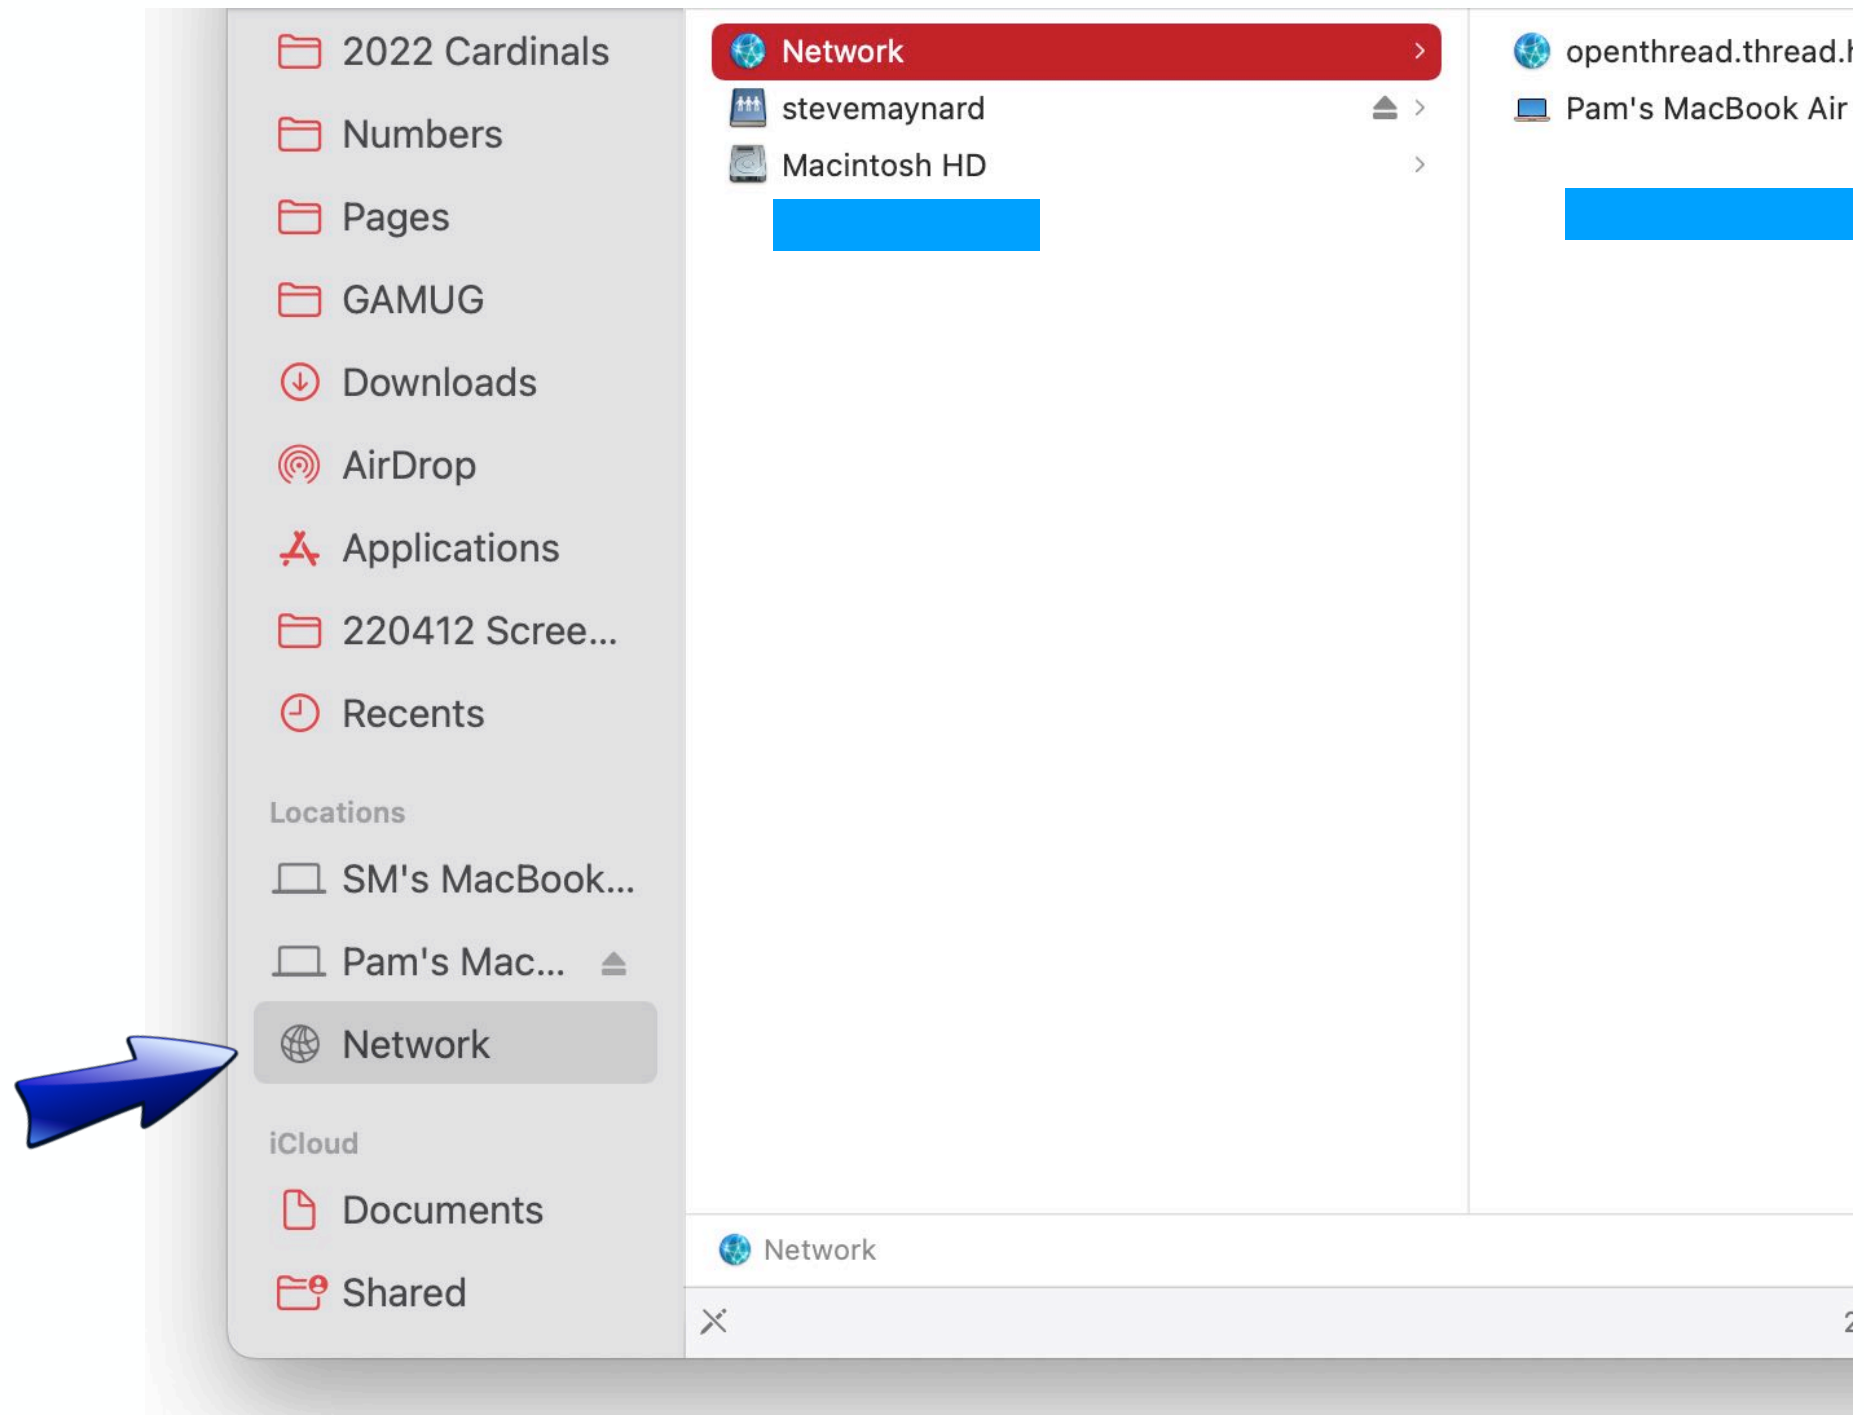 2022 Cardinals
Numbers
Pages
GAMUG
Downloads
AirDrop
Applications
220412 Scree...
Recents
Locations
SM's MacBook...
Pam's Mac...
Network
iCloud
Documents
Shared
Network
stevemaynard
Macintosh HD
openthread.thread.h
Pam's MacBook Air
Network
2